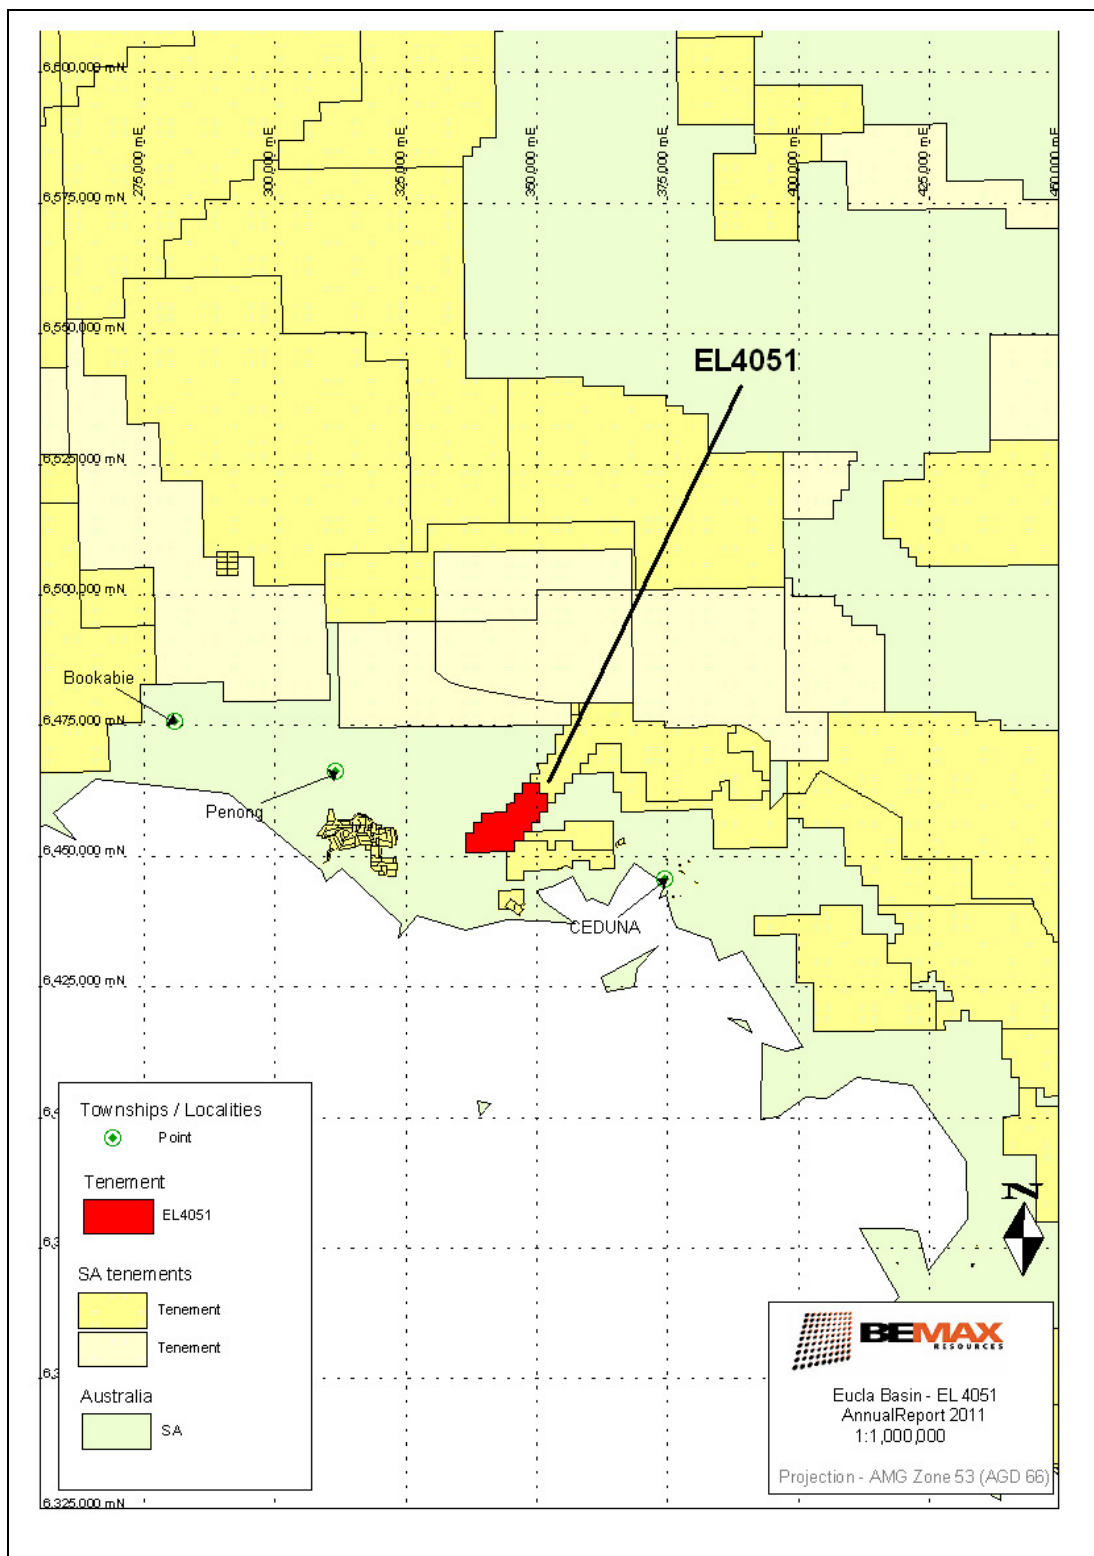 6,600,000 mN
275,000 mE
300,000 mE
325,000 mE
350,000 mE
375,000 mE
400,000 mE
425,000 mE
6,575,000 mN
6,550,000 mN
EL4051
6,525,000 mN
6,500,000 mN
Bookabie
6,475,000 mN
Penong
6,450,000 mN
CEDUNA
6,425,000 mN
Townships / Localities
Point
Tenement
EL4051
N
SA tenements
Tenement
Tenement
Australia
SA
BEMAX
RESOURCES
Eucla Basin - EL 4051
AnnualReport 2011
1:1,000,000
Projection - AMG Zone 53 (AGD 66)
6,325,000 mN